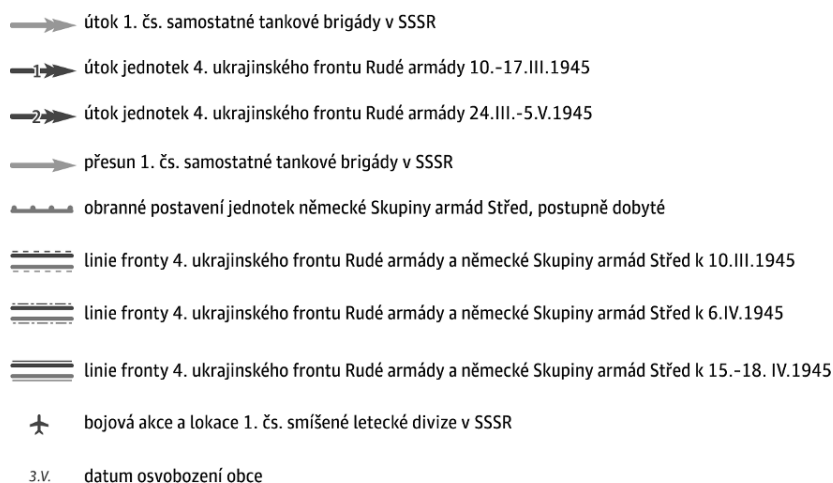 útok 1. čs. samostatné tankové brigády v SSSR
1 útok jednotek 4. ukrajinského frontu Rudé armády 10.-17.III.1945
2 útok jednotek 4. ukrajinského frontu Rudé armády 24.III.-5.V.1945
přesun 1. čs. samostatné tankové brigády v SSSR
obranné postavení jednotek německé Skupiny armád Střed, postupně dobyté
linie fronty 4. ukrajinského frontu Rudé armády a německé Skupiny armád Střed k 10.III.1945
linie fronty 4. ukrajinského frontu Rudé armády a německé Skupiny armád Střed k 6.IV.1945
linie fronty 4. ukrajinského frontu Rudé armády a německé Skupiny armád Střed k 15.-18. IV.1945
bojová akce a lokace 1. čs. smíšené letecké divize v SSSR
3.V. datum osvobození obce